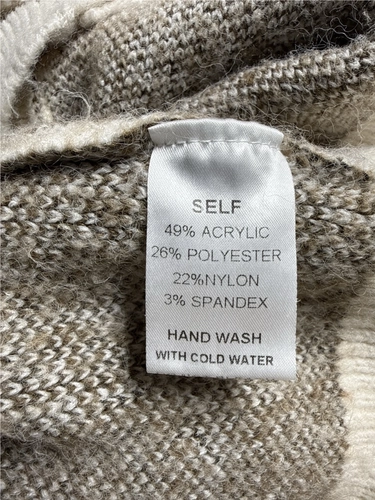 SELF
49% ACRYLIC
26% POLYESTER
22%NYLON
3% SPANDEX
HAND WASH
WITH COLD WATER